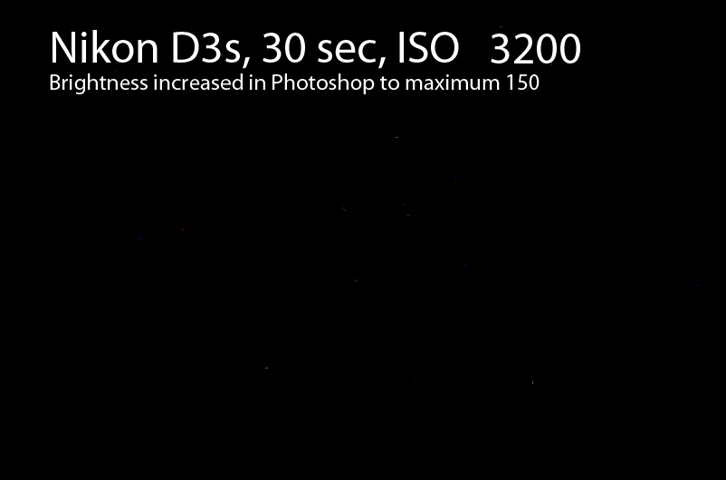 Nikon D3s, 30 sec, ISO 3200
Brightness increased in Photoshop to maximum 150